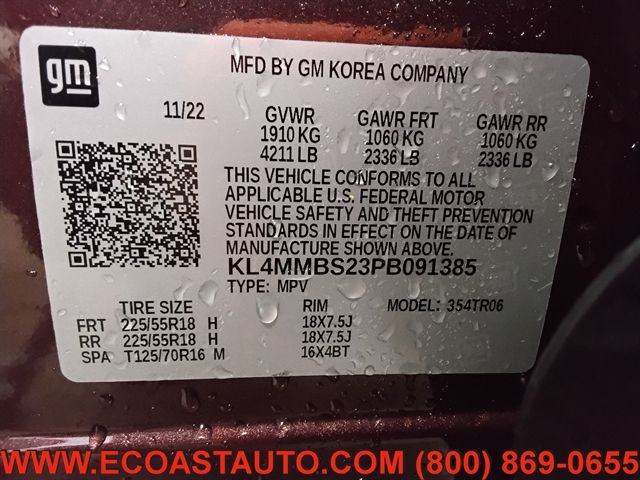 gm
MFD BY GM KOREA COMPANY
11/22 GVWR GAWR FRT GAWR RR
1910 KG 1060 KG 1060 KG
4211 LB 2336 LB 2336 LB
THIS VEHICLE CONFORMS TO ALL
APPLICABLE U.S. FEDERAL MOTOR
VEHICLE SAFETY AND THEFT PREVENTION
STANDARDS IN EFFECT ON THE DATE OF
MANUFACTURE SHOWN ABOVE.
KL4MMBS23PB091385
TYPE: MPV
TIRE SIZE RIM MODEL: 354TR06
FRT 225/55R18 H 18X7.5J
RR 225/55R18 H 18X7.5J
SPA T125/70R16 M 16X4BT
WWW.ECOASTAUTO.COM (800) 869-0655